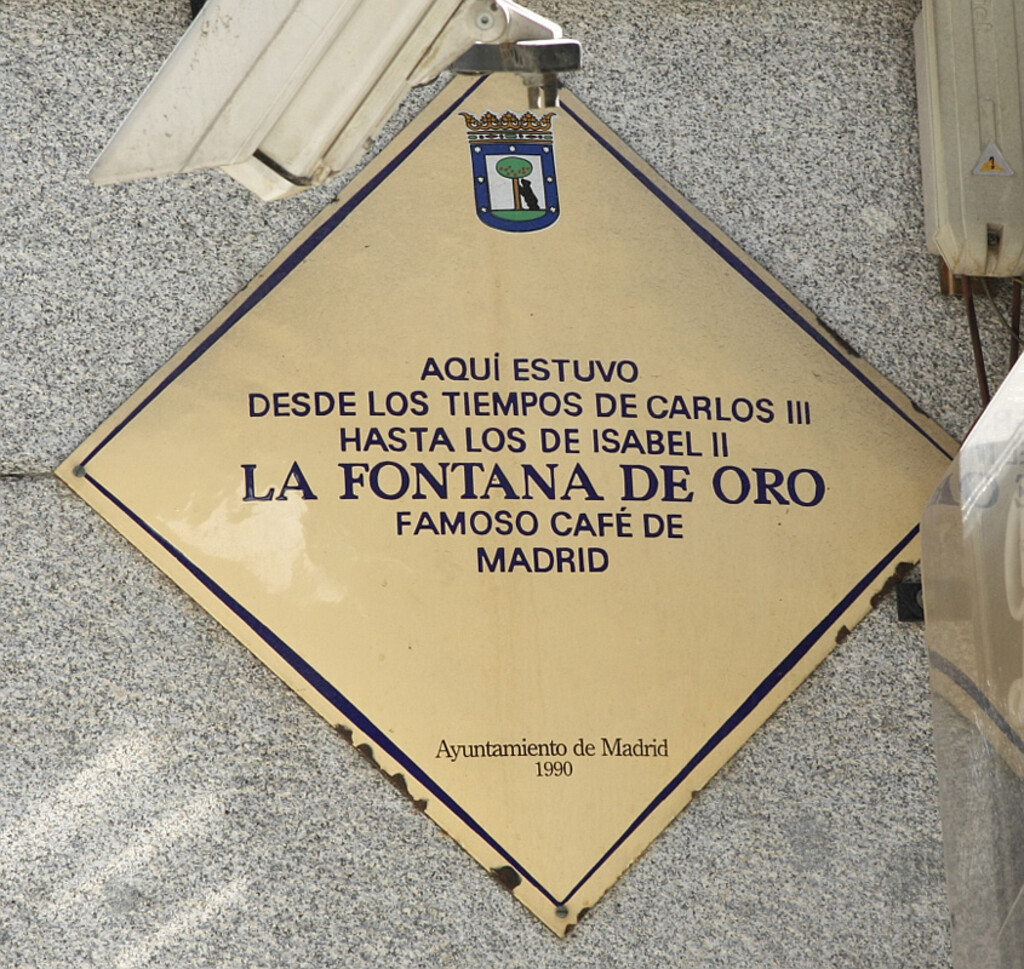 AQUÍ ESTUVO
DESDE LOS TIEMPOS DE CARLOS III
HASTA LOS DE ISABEL II
LA FONTANA DE ORO
FAMOSO CAFÉ DE
MADRID
Ayuntamiento de Madrid
1990